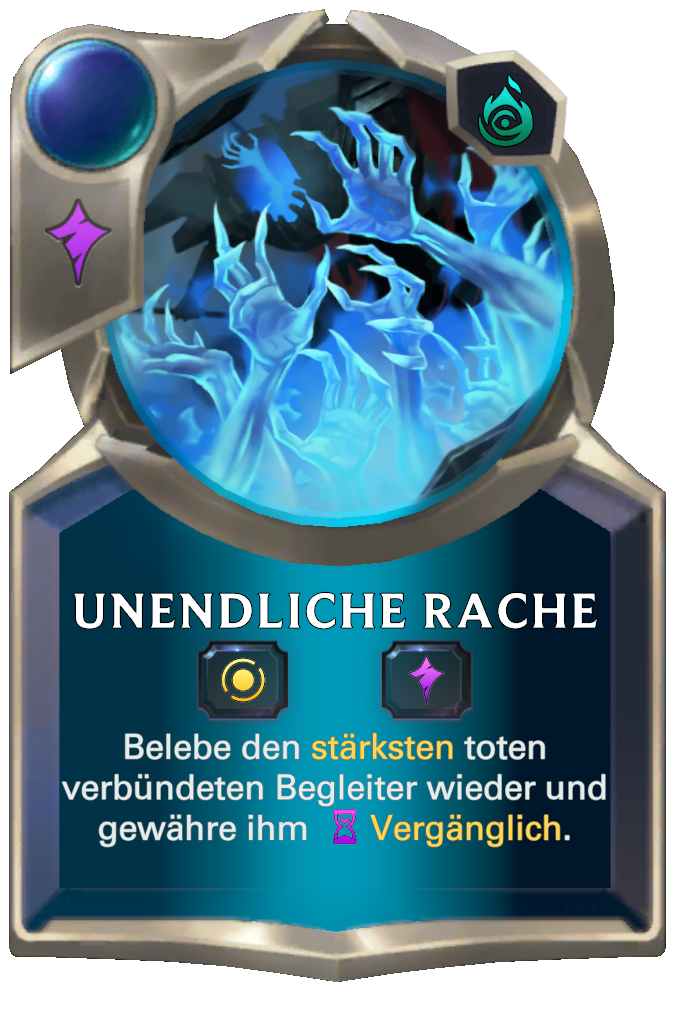 UNENDLICHE RACHE
Belebe den stärksten toten
verbündeten Begleiter wieder und
gewähre ihm Vergänglich.